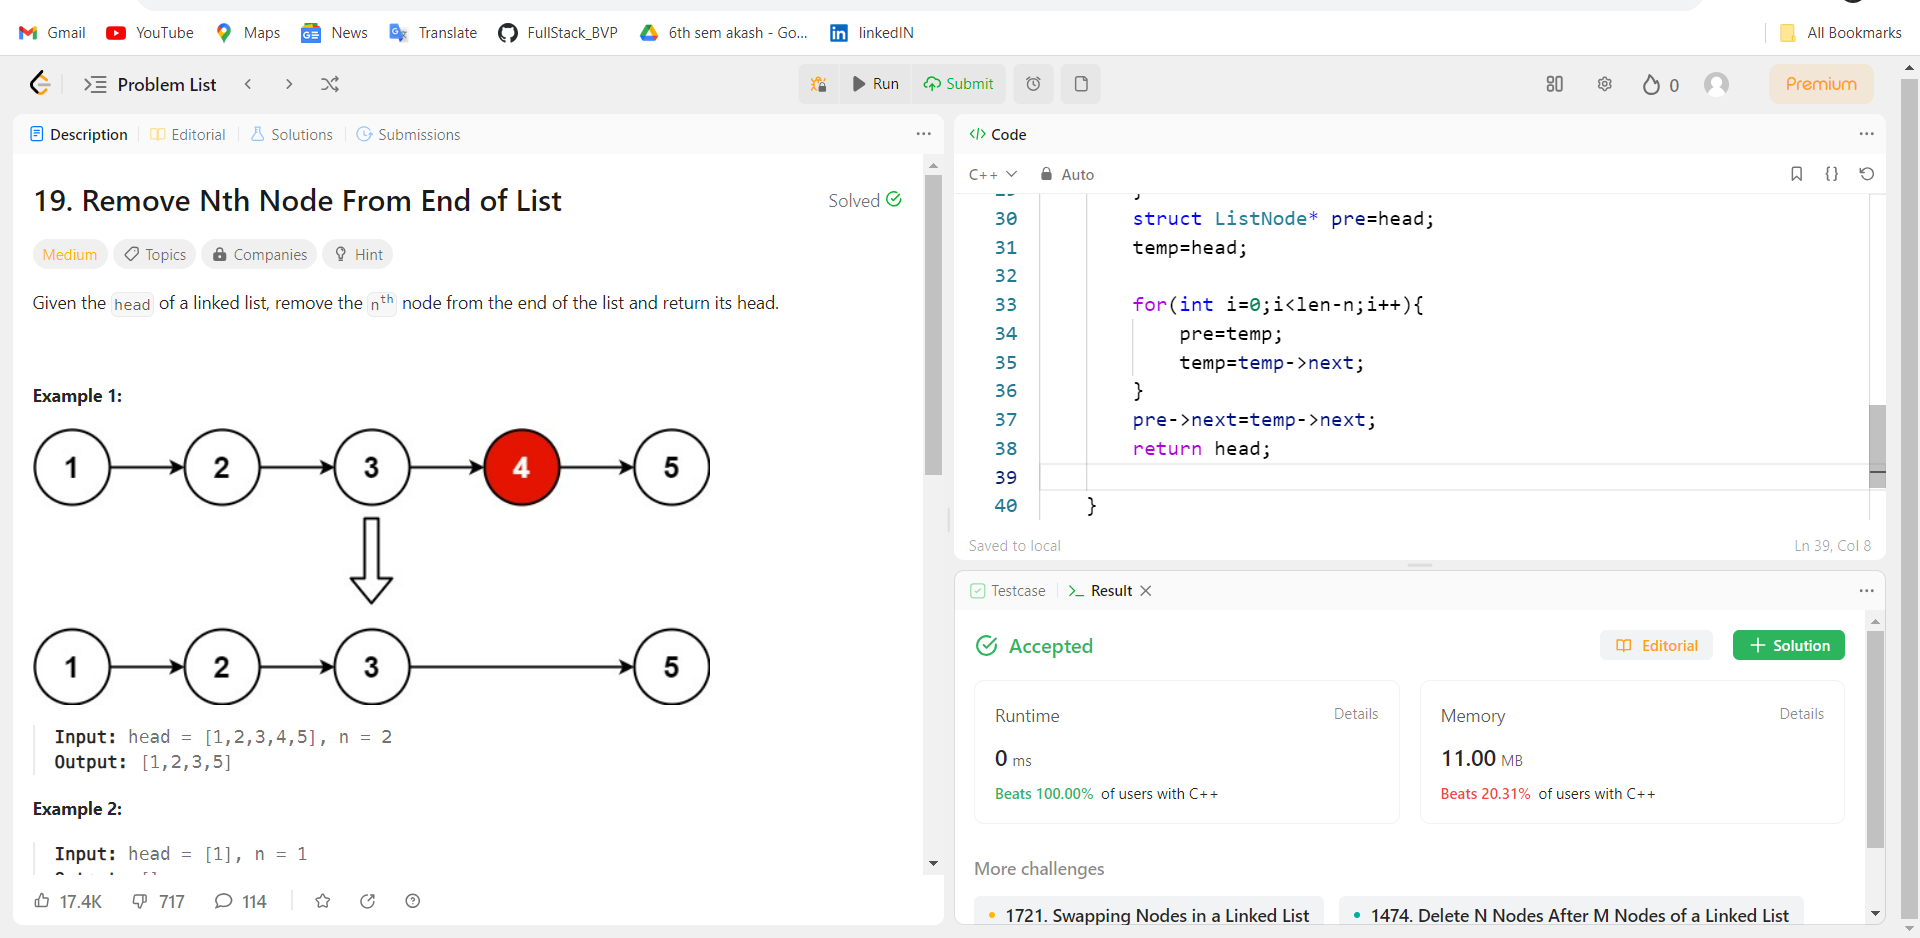 Gmail YouTube Maps News Translate FullStack_BVP 6th sem akash - Go... linkedIN All Bookmarks
Problem List Run Submit 0 Premium
Description Editorial Solutions Submissions
19. Remove Nth Node From End of List
Solved
Medium Topics Companies Hint
Given the head of a linked list, remove the nth node from the end of the list and return its head.
Example 1:
1 2 3 4 5
1 2 3 5
Input: head = [1,2,3,4,5], n = 2
Output: [1,2,3,5]
Example 2:
Input: head = [1], n = 1
17.4K 717 114
</> Code
C++ Auto
30 struct ListNode* pre=head;
31 temp=head;
32
33 for(int i=0;i<len-n;i++){
34 pre=temp;
35 temp=temp->next;
36 }
37 pre->next=temp->next;
38 return head;
39
40 }
Saved to local Ln 39, Col 8
Testcase >_ Result
Accepted Editorial + Solution
Runtime Details
0 ms
Beats 100.00% of users with C++
Memory Details
11.00 MB
Beats 20.31% of users with C++
More challenges
1721. Swapping Nodes in a Linked List 1474. Delete N Nodes After M Nodes of a Linked List